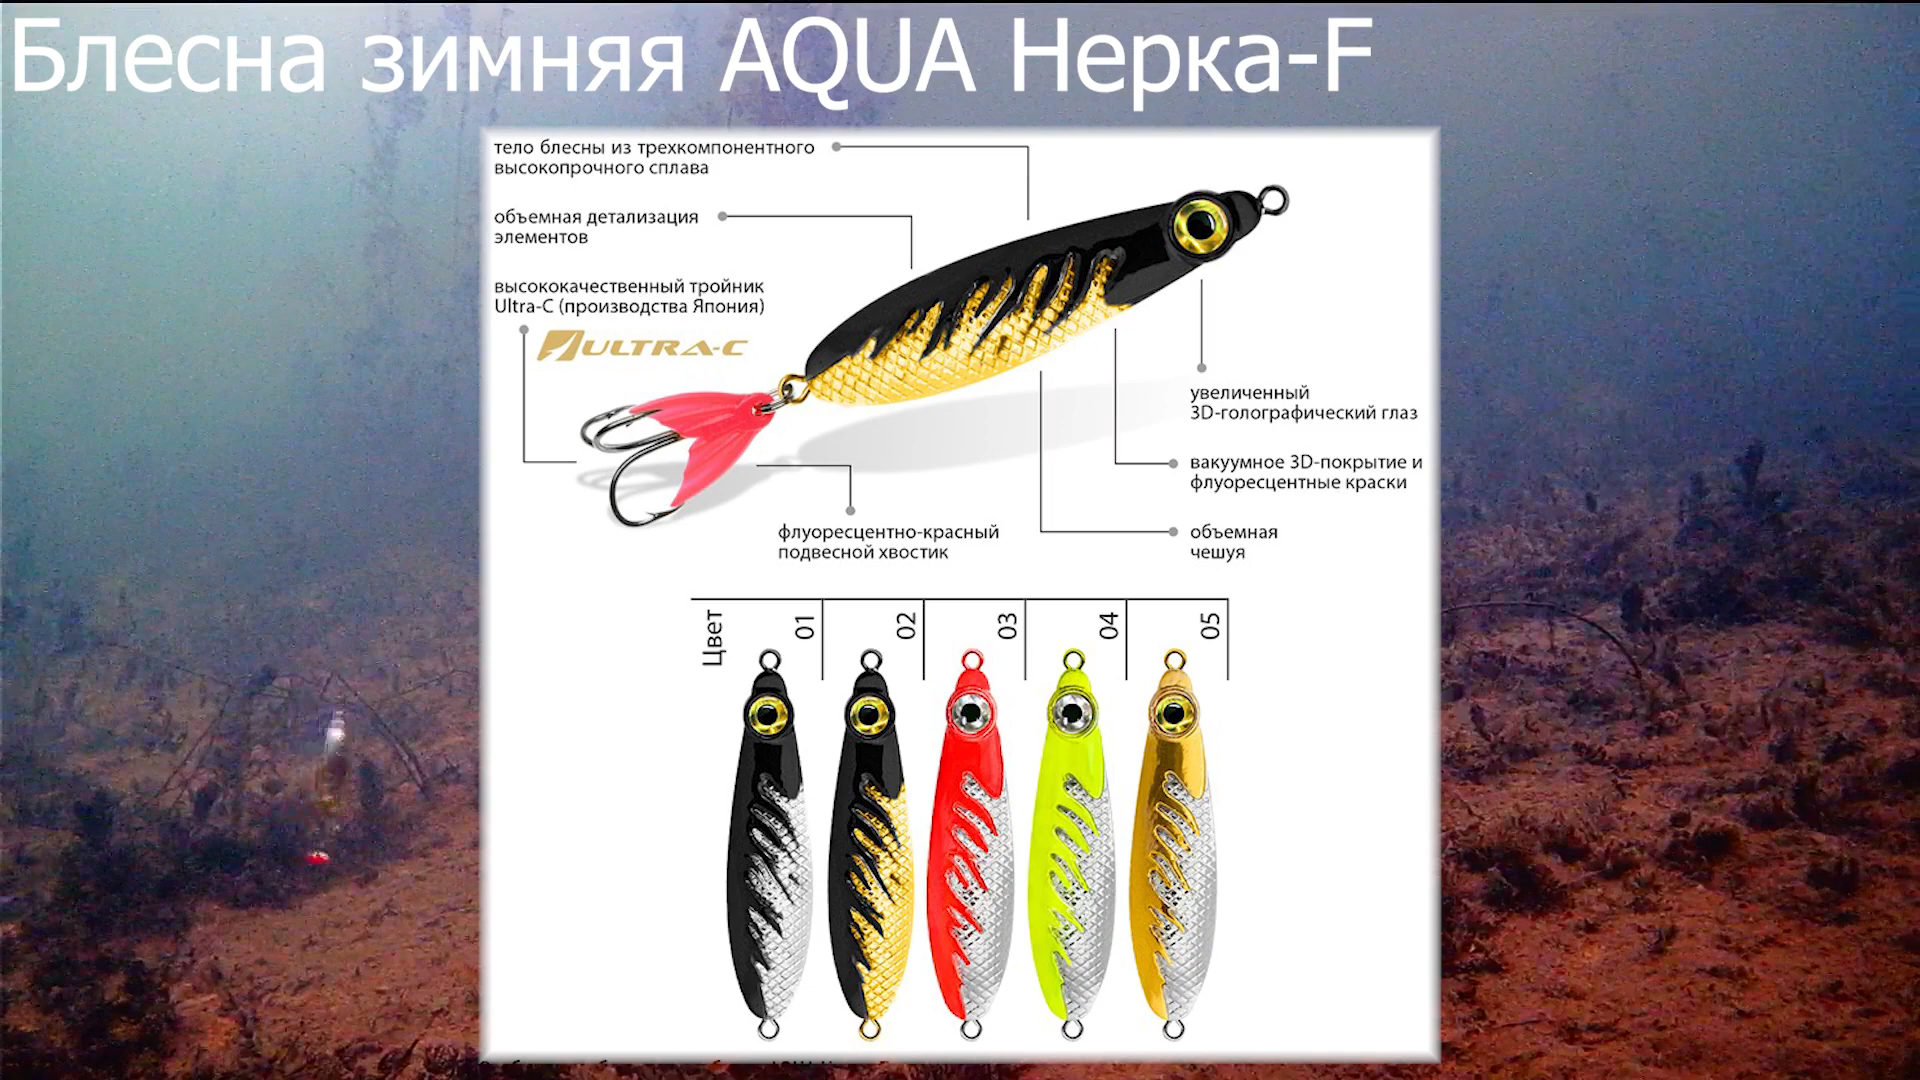 Блесна зимняя AQUA Нерка-F
тело блесны из трехкомпонентного
высокопрочного сплава
объемная детализация
элементов
высококачественный тройник
Ultra-C (производства Япония)
ULTRA-C
увеличенный
3D-голографический глаз
вакуумное 3D-покрытие и
флуоресцентные краски
объемная
чешуя
флуоресцентно-красный
подвесной хвостик
Цвет 01 02 03 04 05